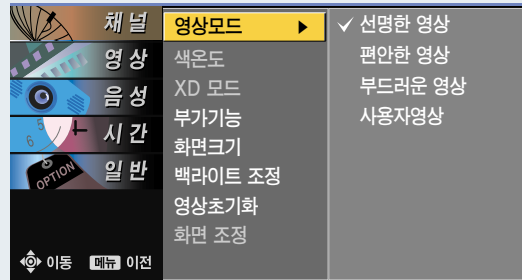 채널
영상
음성
시간
일반
OPTION
6
5
이동
메뉴 이전
영상모드 ▶
색온도
XD 모드
부가기능
화면크기
백라이트 조정
영상초기화
화면 조정
✓ 선명한 영상
편안한 영상
부드러운 영상
사용자영상